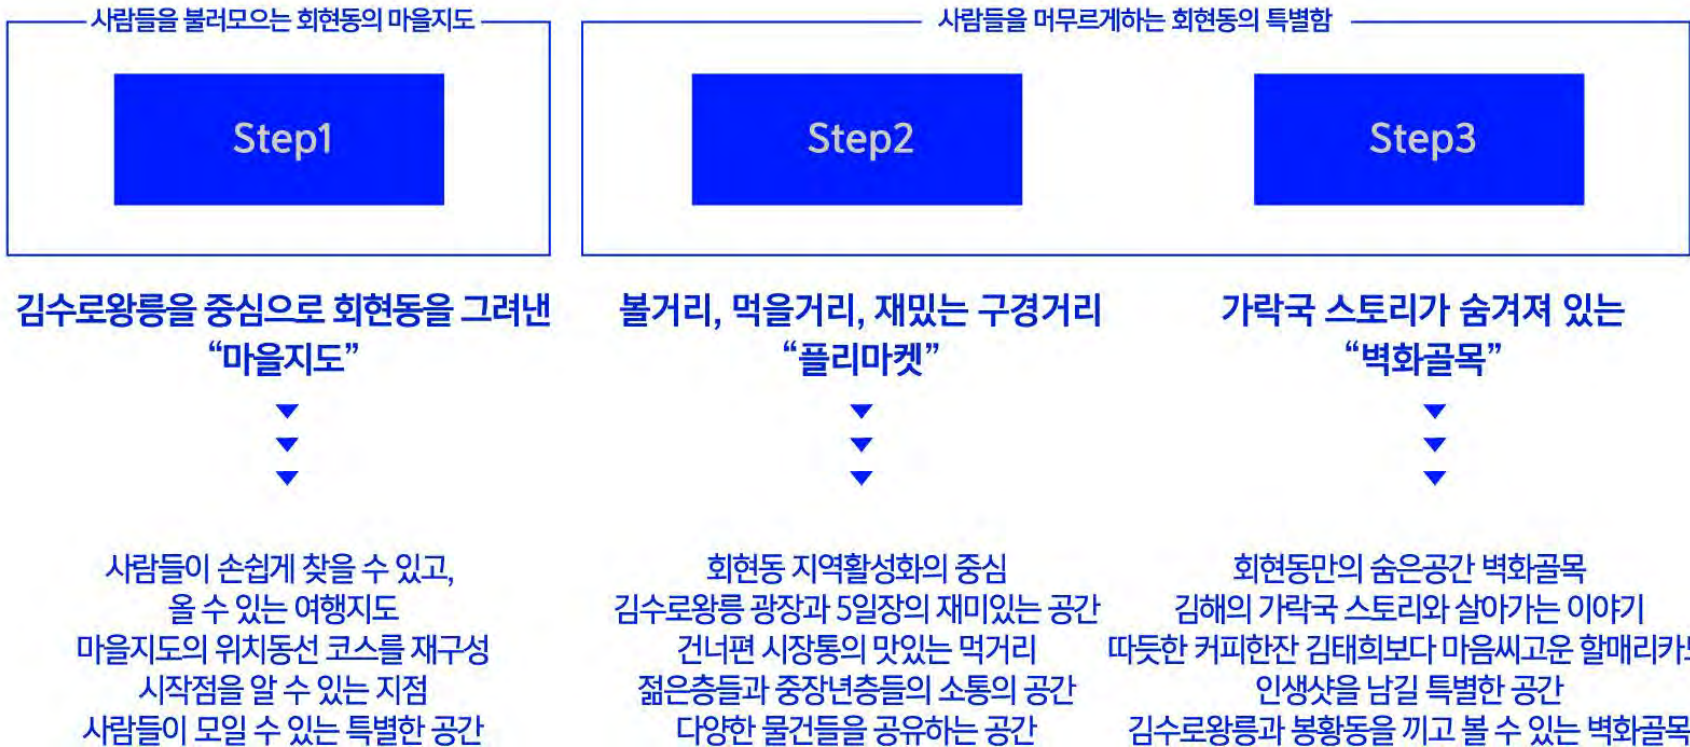 사람들을 불러모으는 회현동의 마을지도
Step1
김수로왕릉을 중심으로 회현동을 그려낸
“마을지도”
사람들이 손쉽게 찾을 수 있고,
올 수 있는 여행지도
마을지도의 위치동선 코스를 재구성
시작점을 알 수 있는 지점
사람들이 모일 수 있는 특별한 공간
사람들을 머무르게하는 회현동의 특별함
Step2
볼거리, 먹을거리, 재밌는 구경거리
“플리마켓”
회현동 지역활성화의 중심
김수로왕릉 광장과 5일장의 재미있는 공간
건너편 시장통의 맛있는 먹거리
젊은층들과 중장년층들의 소통의 공간
다양한 물건들을 공유하는 공간
Step3
가락국 스토리가 숨겨져 있는
“벽화골목”
회현동만의 숨은공간 벽화골목
김해의 가락국 스토리와 살아가는 이야기
따듯한 커피한잔 김태희보다 마음씨고운
인생샷을 남길 특별한 공간
김수로왕릉과 봉황동을 끼고 볼 수 있는 벽화골목